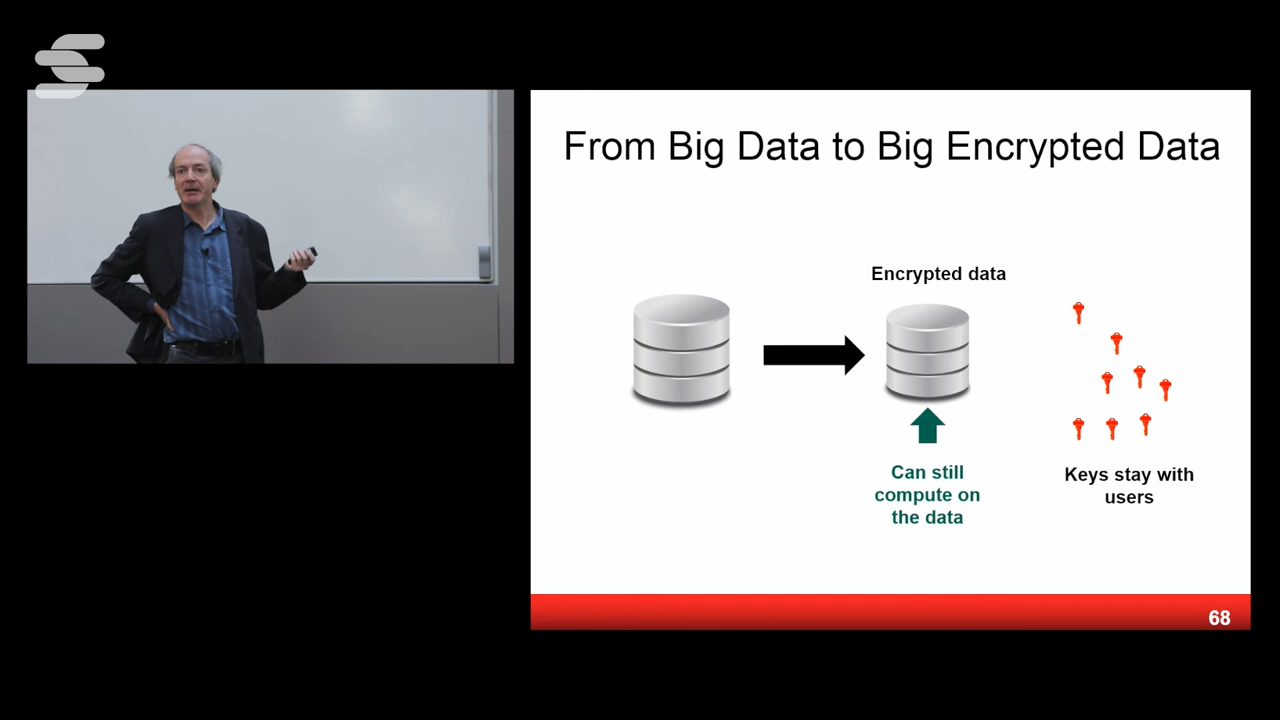 From Big Data to Big Encrypted Data
Encrypted data
Can still
compute on
the data
Keys stay with
users
68